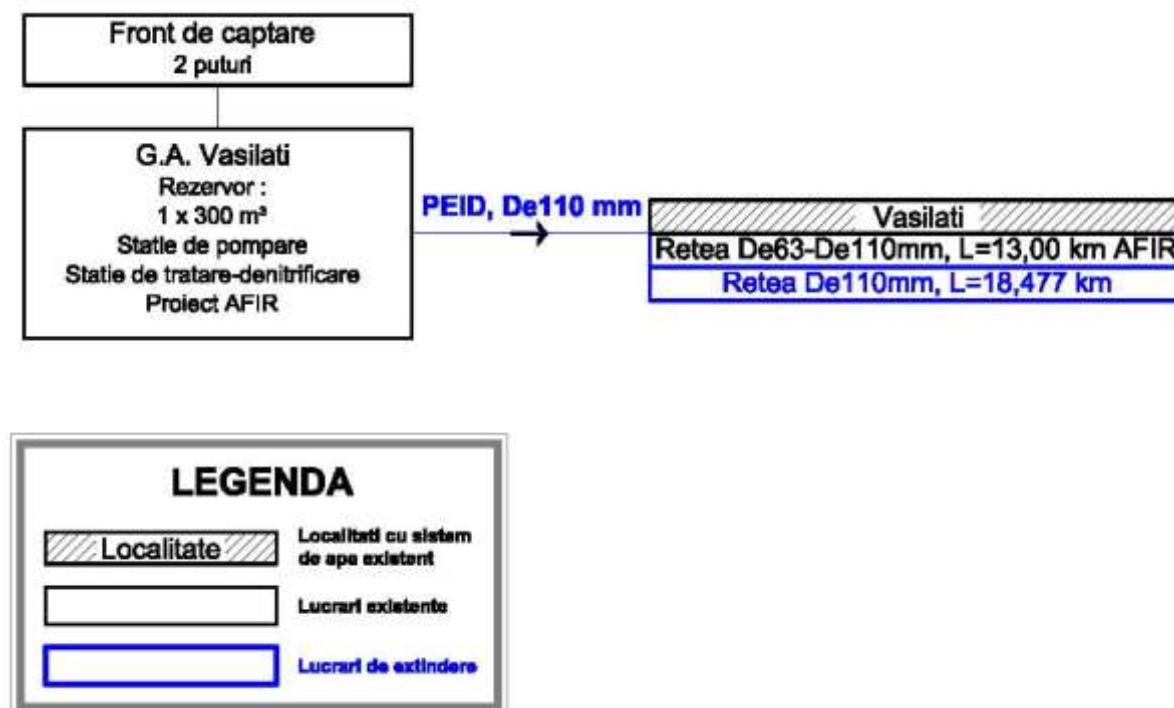 Front de captare
2 puturi
G.A. Vasilati
Rezervor :
1 x 300 m³
Statie de pompare
Statie de tratare-denitrificare
Proiect AFIR
PEID, De110 mm
Vasilati
Retea De63-De110mm, L=13,00 km AFIR
Retea De110mm, L=18,477 km
LEGENDA
Localitate
Localitati cu sistem
de apa existent
Lucrari existente
Lucrari de extindere